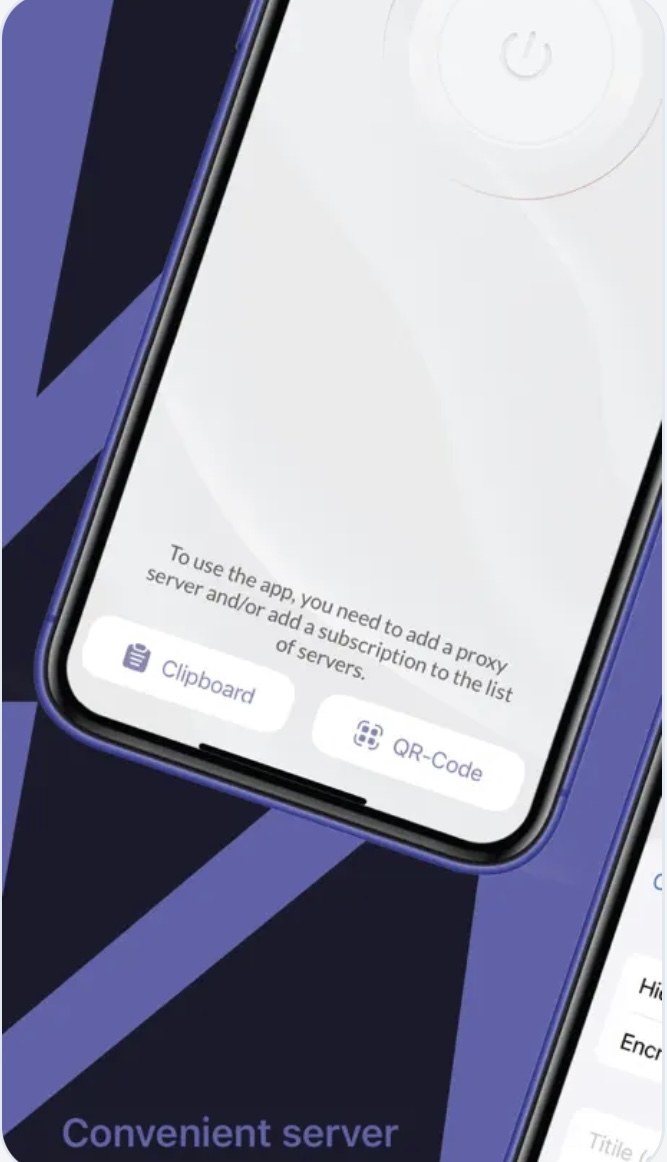 To use the app, you need to add a proxy
server and/or add a subscription to the list
of servers.
Clipboard
QR-Code
Titile
Convenient server